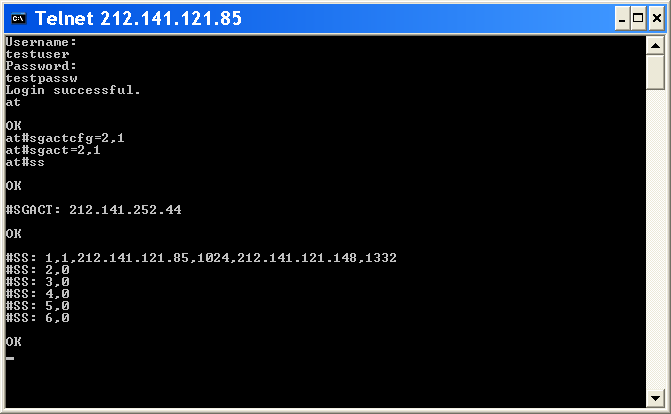 Telnet 212.141.121.85
Username:
testuser
Password:
testpassw
Login successful.
at
OK
at#sgactcfg=2,1
at#sgact=2,1
at#ss
OK
#SGACT: 212.141.252.44
OK
#SS: 1,1,212.141.121.85,1024,212.141.121.148,1332
#SS: 2,0
#SS: 3,0
#SS: 4,0
#SS: 5,0
#SS: 6,0
OK